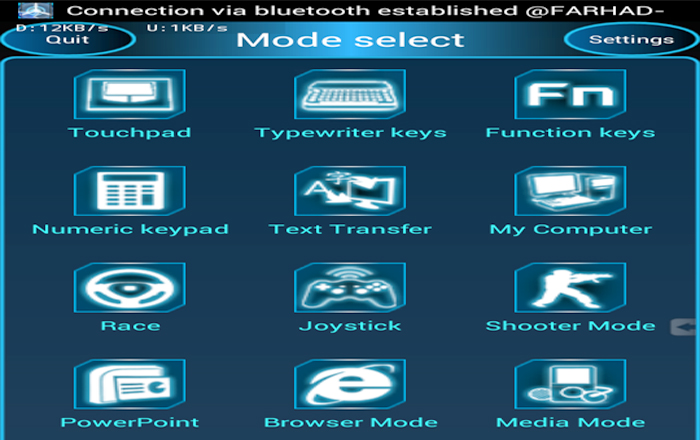 Connection via bluetooth established @FARHAD-
D:12KB/s U:1KB/s
Quit Mode select Settings
Fn
Touchpad Typewriter keys Function keys
A
Numeric keypad Text Transfer My Computer
Race Joystick Shooter Mode
PowerPoint Browser Mode Media Mode